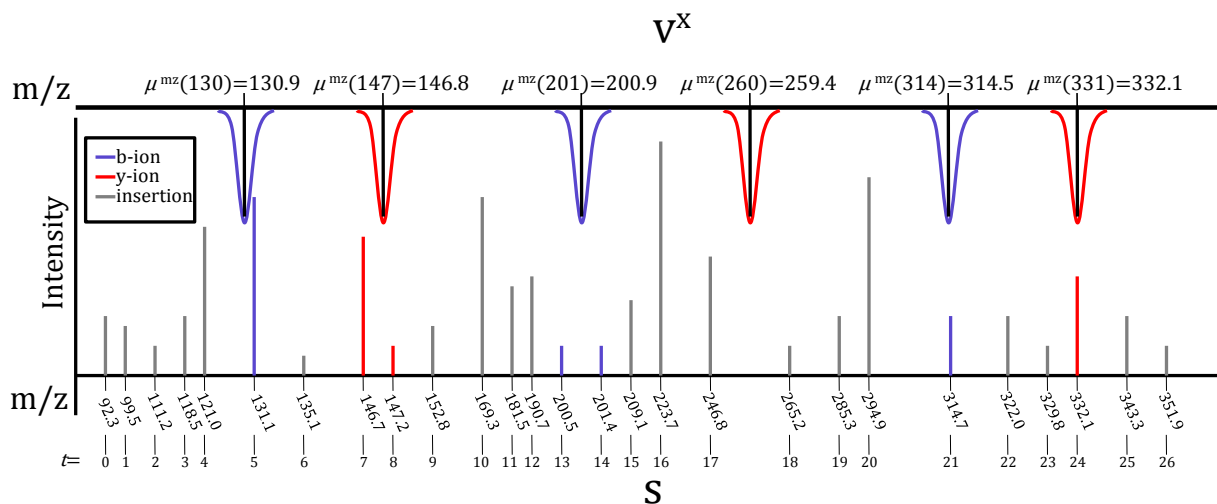 V^X
m/z μ^mz(130)=130.9 μ^mz(147)=146.8 μ^mz(201)=200.9 μ^mz(260)=259.4 μ^mz(314)=314.5 μ^mz(331)=332.1
b-ion
y-ion
insertion
Intensity
m/z 92.3 99.5 111.2 118.5 121.0 131.1 135.1 146.7 147.2 152.8 169.3 181.5 190.7 200.5 201.4 209.1 223.7 246.8 265.2 285.3 294.9 314.7 322.0 329.8 332.1 343.3 351.9
t= 0 1 2 3 4 5 6 7 8 9 10 11 12 13 14 15 16 17 18 19 20 21 22 23 24 25 26
S